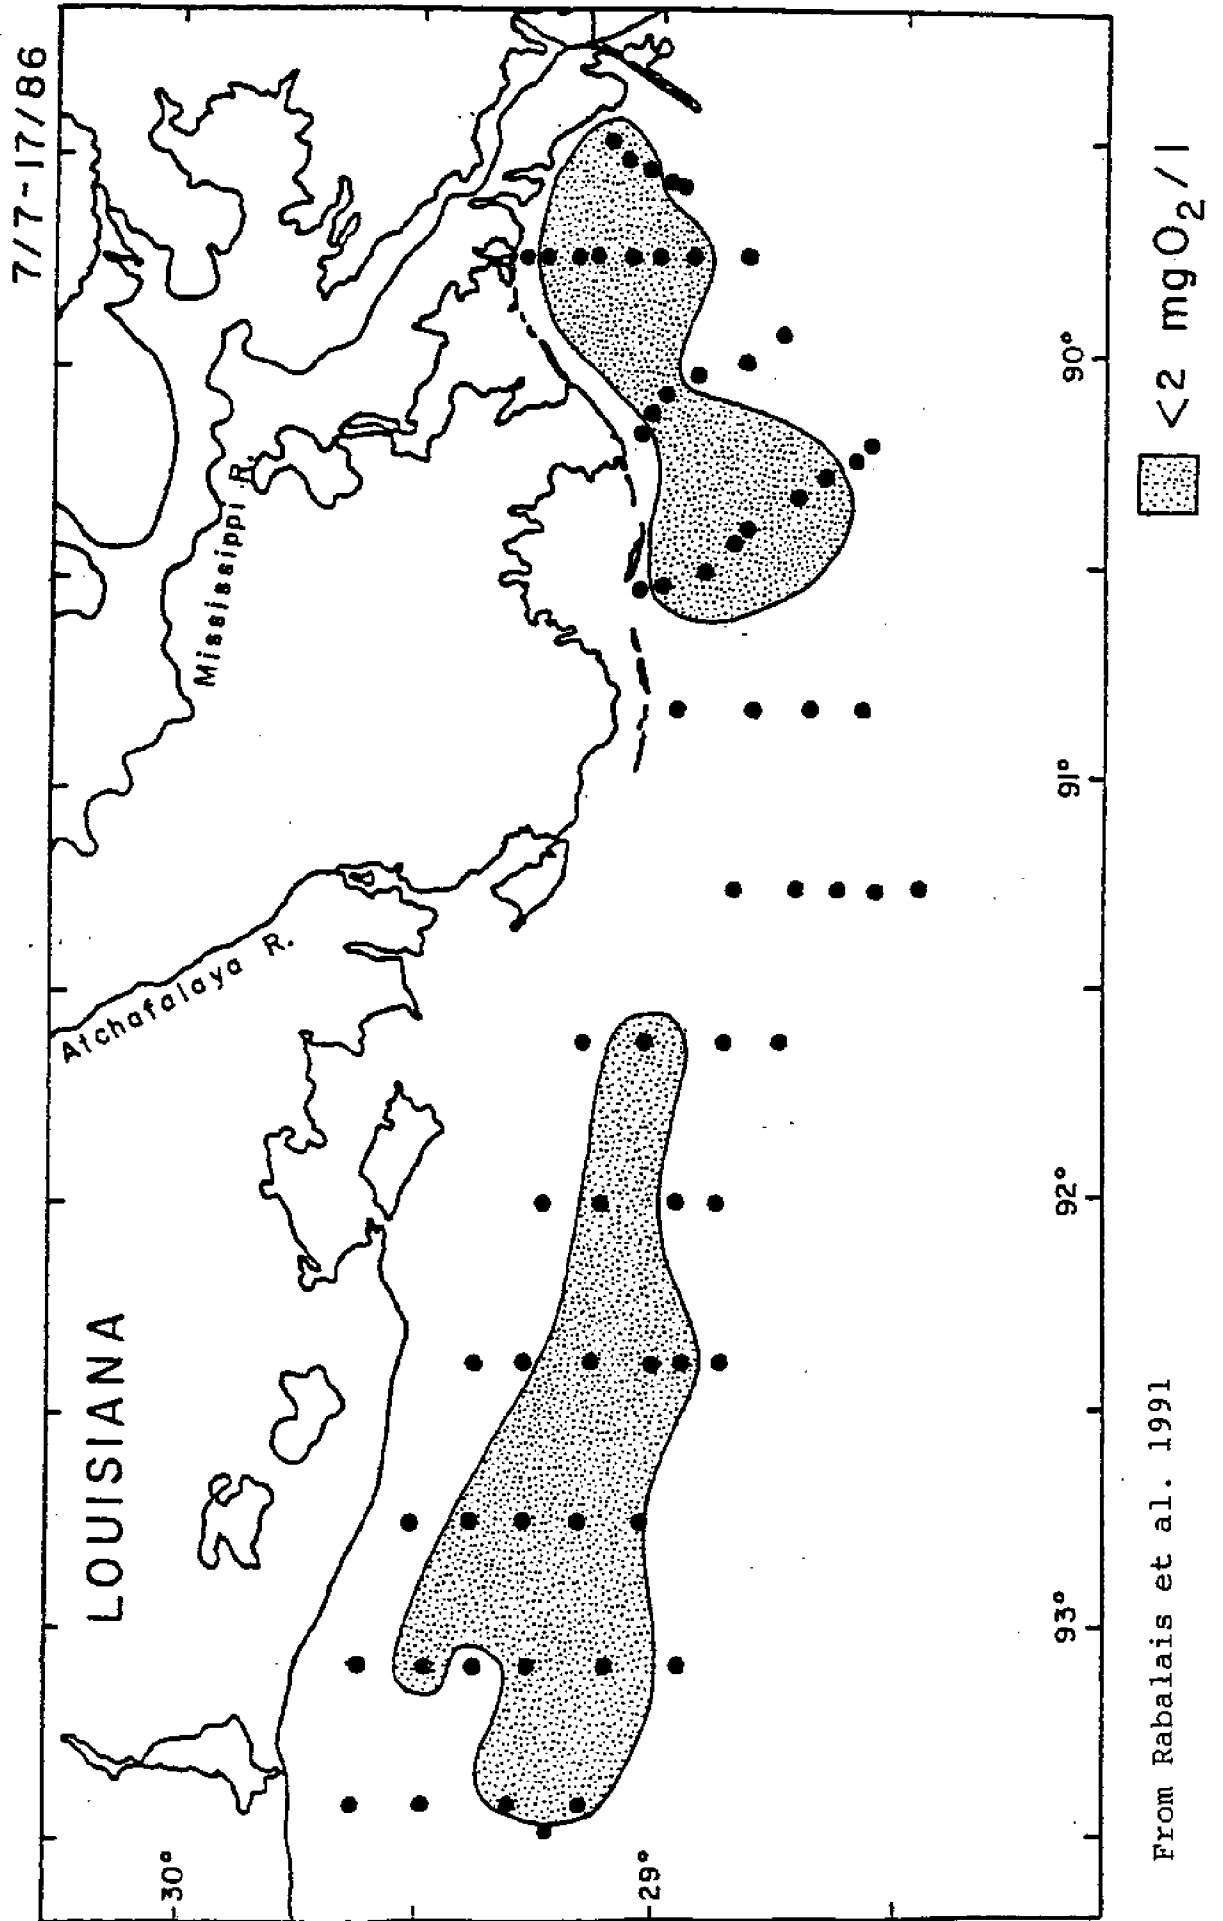 7/7-17/86
LOUISIANA
Mississippi R.
Atchafalaya R.
30°
29°
93°
92°
91°
90°
<2 mgO₂/l
From Rabalais et al. 1991